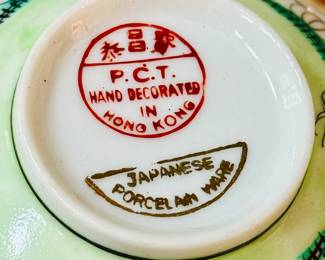 泰昌寶
P.C.T.
HAND DECORATED
IN
HONG KONG
JAPANESE
PORCELAIN WARE